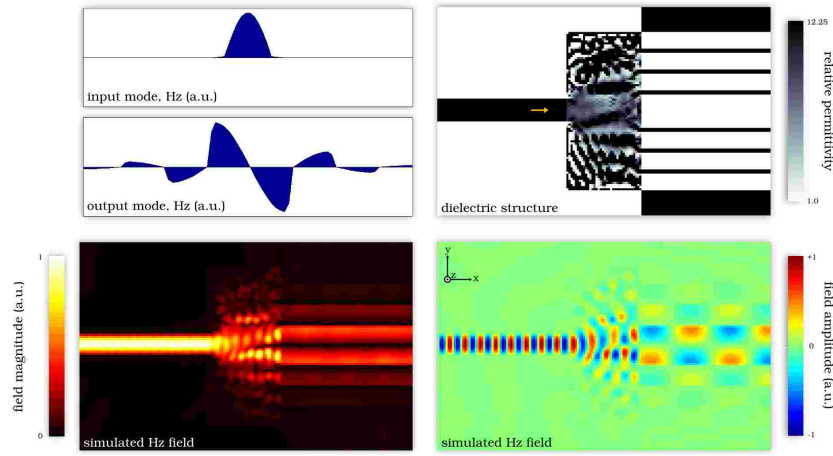 input mode, Hz (a.u.)
output mode, Hz (a.u.)
dielectric structure
12.25
relative permittivity
1.0
1
field magnitude (a.u.)
0
simulated Hz field
y
z
x
simulated Hz field
+1
field amplitude (a.u.)
0
-1